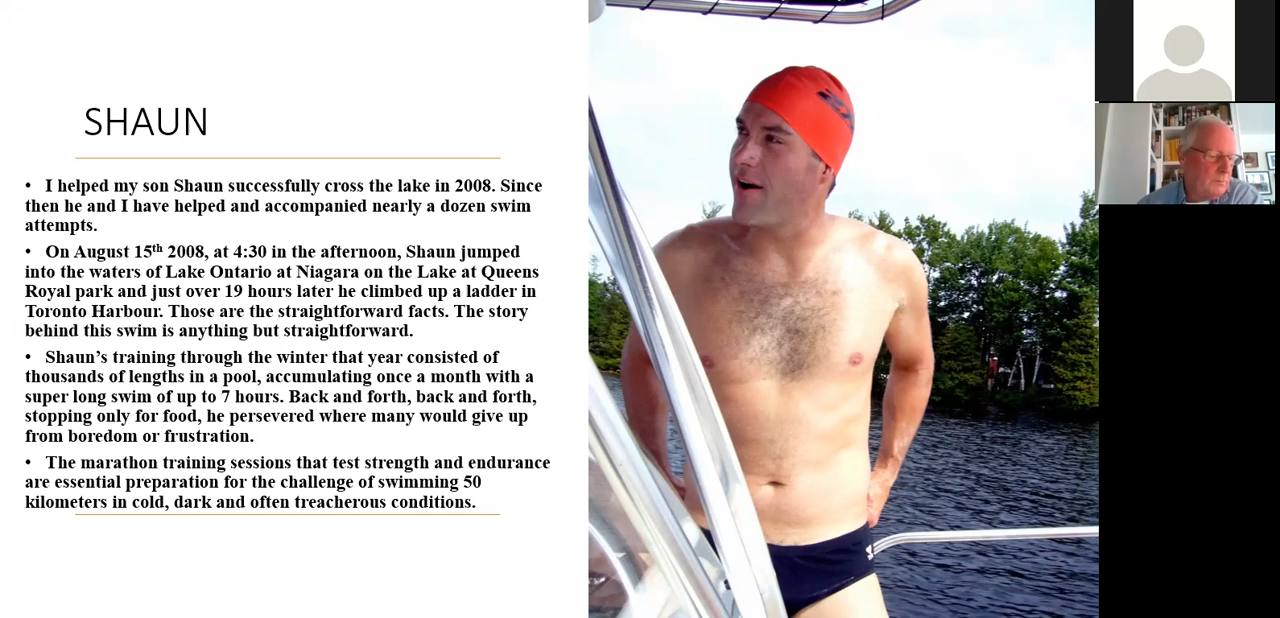 SHAUN
• I helped my son Shaun successfully cross the lake in 2008. Since
then he and I have helped and accompanied nearly a dozen swim
attempts.
• On August 15th 2008, at 4:30 in the afternoon, Shaun jumped
into the waters of Lake Ontario at Niagara on the Lake at Queens
Royal park and just over 19 hours later he climbed up a ladder in
Toronto Harbour. Those are the straightforward facts. The story
behind this swim is anything but straightforward.
• Shaun’s training through the winter that year consisted of
thousands of lengths in a pool, accumulating once a month with a
super long swim of up to 7 hours. Back and forth, back and forth,
stopping only for food, he persevered where many would give up
from boredom or frustration.
• The marathon training sessions that test strength and endurance
are essential preparation for the challenge of swimming 50
kilometers in cold, dark and often treacherous conditions.